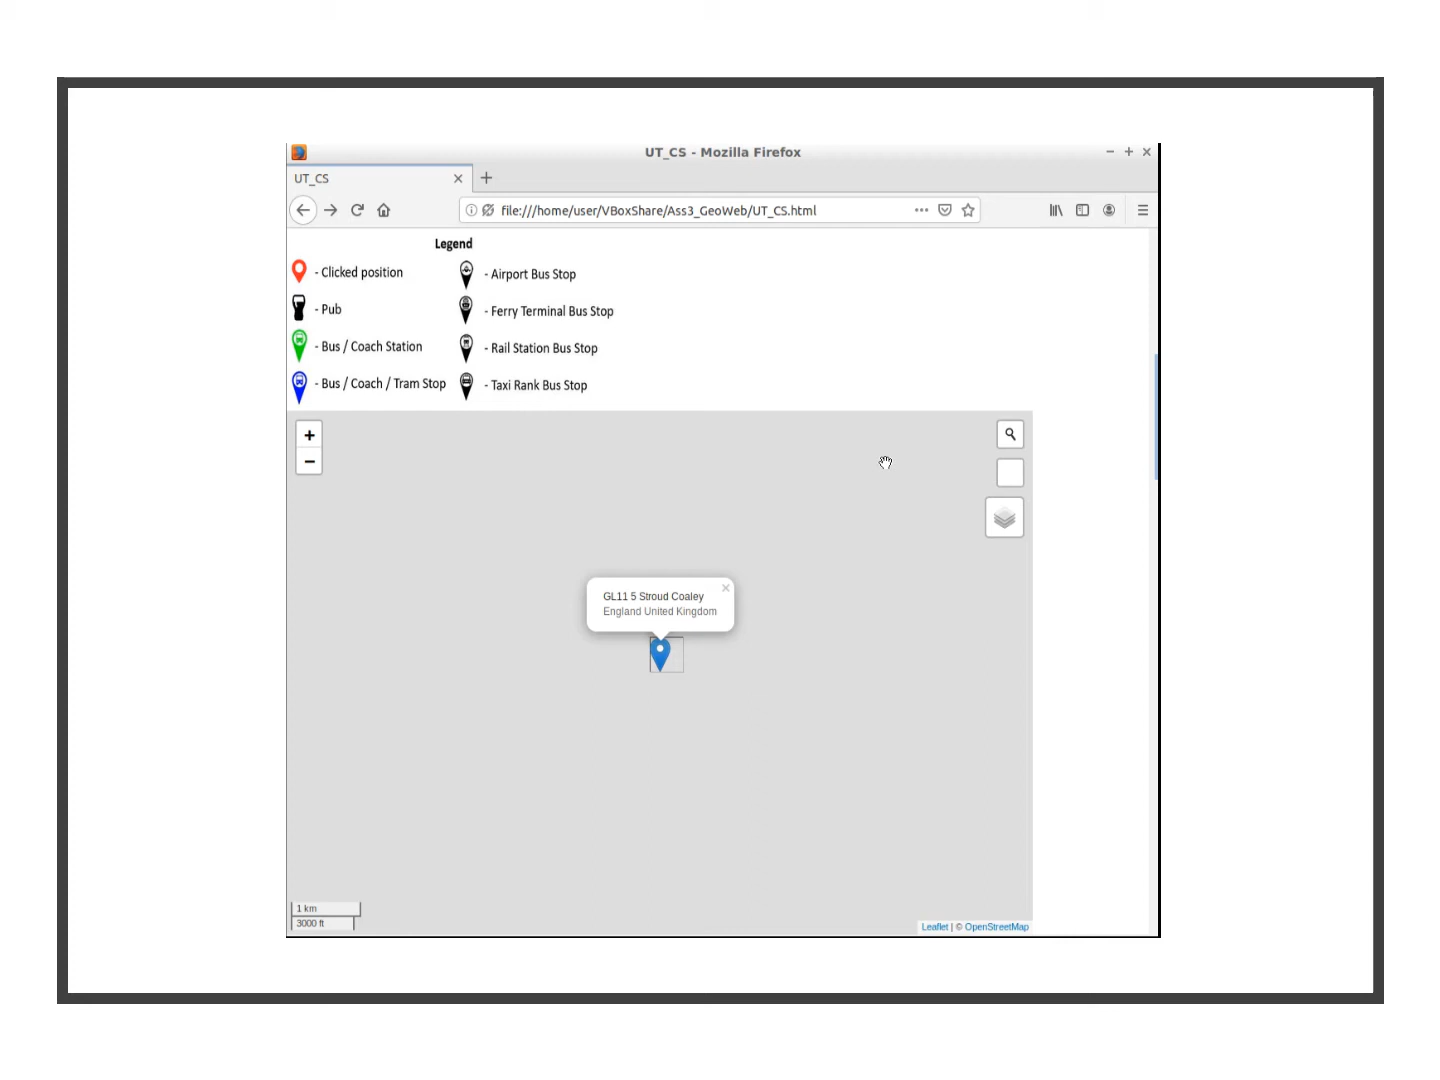 UT_CS - Mozilla Firefox
UT_CS
file:///home/user/VBoxShare/Ass3_GeoWeb/UT_CS.html
Legend
- Clicked position
- Airport Bus Stop
- Pub
- Ferry Terminal Bus Stop
- Bus / Coach Station
- Rail Station Bus Stop
- Bus / Coach / Tram Stop
- Taxi Rank Bus Stop
+
−
GL11 5 Stroud Coaley
England United Kingdom
1 km
3000 ft
Leaflet | © OpenStreetMap